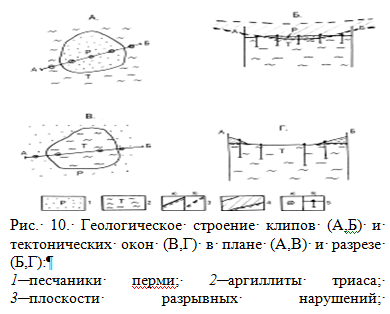 А.
Б.
Р
А
Б
Т
А
Б
Р
Т
В.
Г.
Т
А
Б
Р
А
Б
Т
1
2
3
4
5
Рис. 10. Геологическое строение клипов (А,Б) и
тектонических окон (В,Г) в плане (А,В) и разрезе
(Б,Г):¶
1—песчаники перми; 2—аргиллиты триаса;
3—плоскости разрывных нарушений;